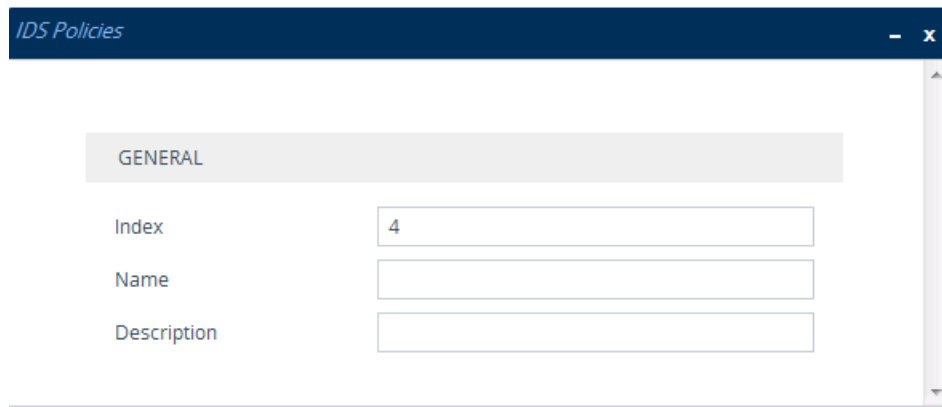 IDS Policies
– x
GENERAL
Index 4
Name
Description